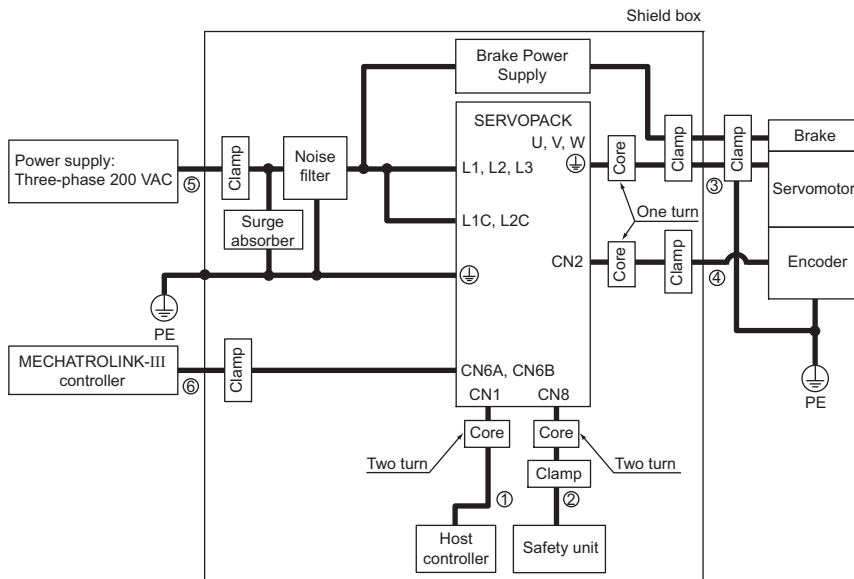 Shield box
Brake Power
Supply
SERVOPACK
U, V, W
Core
Clamp
Clamp
Brake
Power supply:
Three-phase 200 VAC
⑤
Clamp
Noise
filter
L1, L2, L3
③
Servomotor
Surge
absorber
L1C, L2C
One turn
CN2
Core
Clamp
④
Encoder
PE
MECHATROLINK-III
controller
⑥
Clamp
CN6A, CN6B
PE
CN1
CN8
Two turn
Core
Core
Two turn
Clamp
①
②
Host
controller
Safety unit